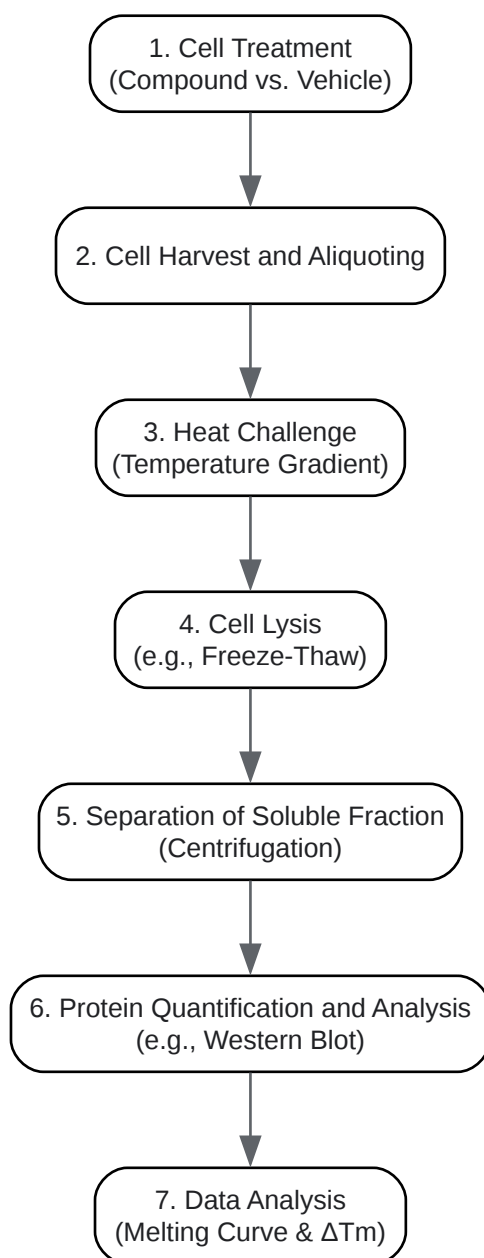 1. Cell Treatment
(Compound vs. Vehicle)
2. Cell Harvest and Aliquoting
3. Heat Challenge
(Temperature Gradient)
4. Cell Lysis
(e.g., Freeze-Thaw)
5. Separation of Soluble Fraction
(Centrifugation)
6. Protein Quantification and Analysis
(e.g., Western Blot)
7. Data Analysis
(Melting Curve & ΔTm)